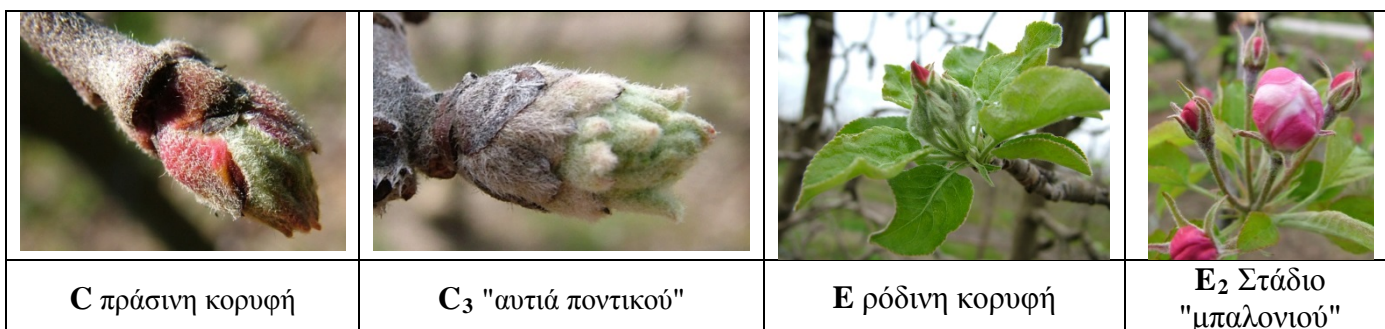 C πράσινη κορυφή
C₃ "αυτιά ποντικού"
E ρόδινη κορυφή
E₂ Στάδιο
"μπαλονιού"